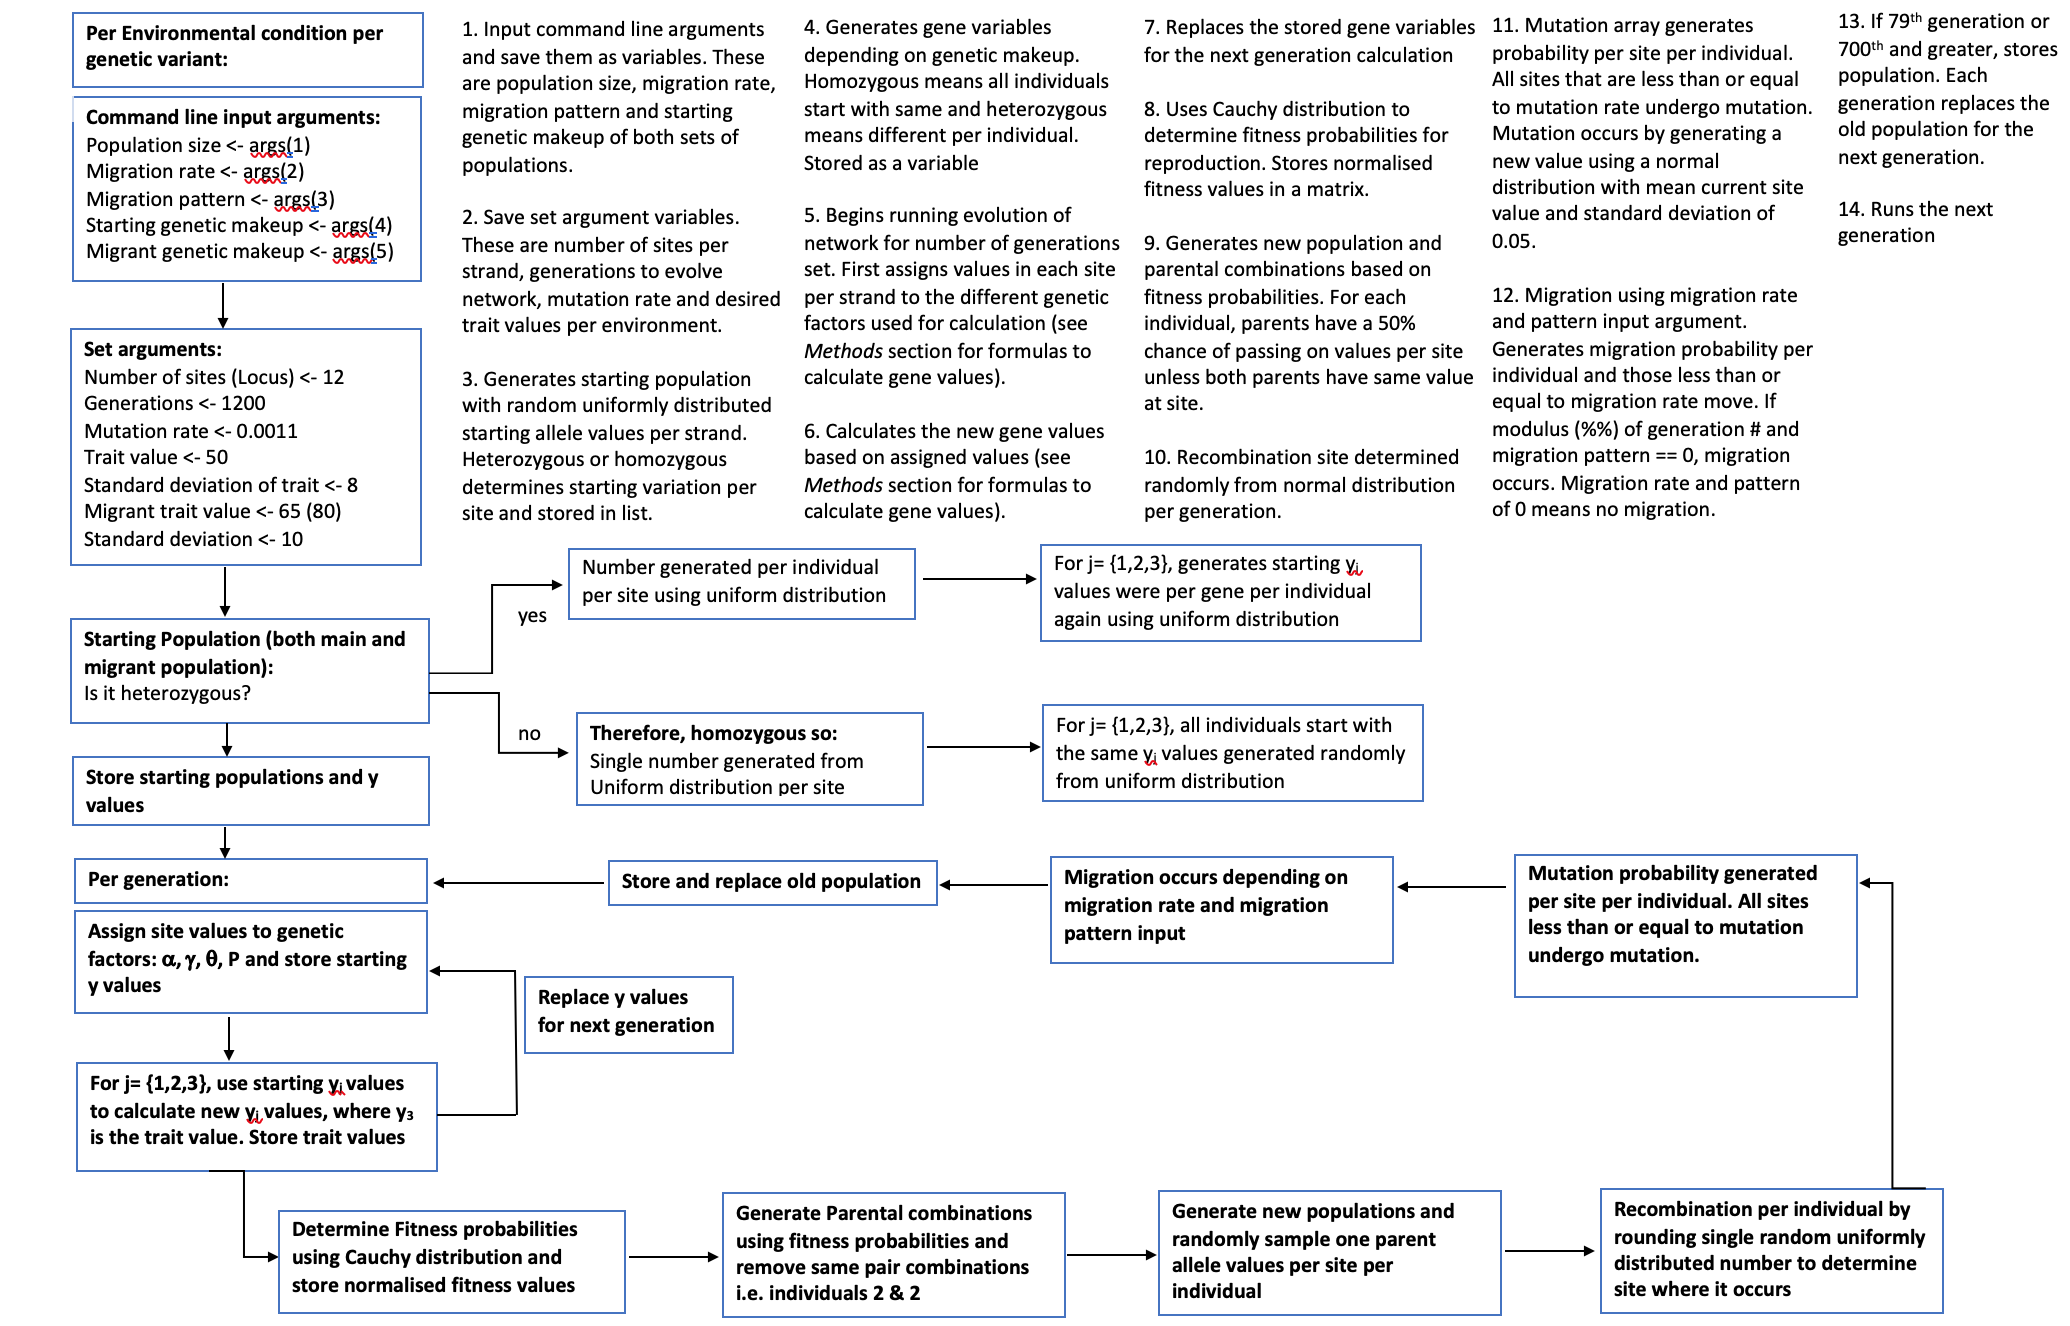 Per Environmental condition per
genetic variant:
Command line input arguments:
Population size <- args(1)
Migration rate <- args(2)
Migration pattern <- args(3)
Starting genetic makeup <- args(4)
Migrant genetic makeup <- args(5)
Set arguments:
Number of sites (Locus) <- 12
Generations <- 1200
Mutation rate <- 0.0011
Trait value <- 50
Standard deviation of trait <- 8
Migrant trait value <- 65 (80)
Standard deviation <- 10
1. Input command line arguments
and save them as variables. These
are population size, migration rate,
migration pattern and starting
genetic makeup of both sets of
populations.
2. Save set argument variables.
These are number of sites per
strand, generations to evolve
network, mutation rate and desired
trait values per environment.
3. Generates starting population
with random uniformly distributed
starting allele values per strand.
Heterozygous or homozygous
determines starting variation per
site and stored in list.
4. Generates gene variables
depending on genetic makeup.
Homozygous means all individuals
start with same and heterozygous
means different per individual.
Stored as a variable
5. Begins running evolution of
network for number of generations
set. First assigns values in each site
per strand to the different genetic
factors used for calculation (see
Methods section for formulas to
calculate gene values).
6. Calculates the new gene values
based on assigned values (see
Methods section for formulas to
calculate gene values).
7. Replaces the stored gene variables
for the next generation calculation
8. Uses Cauchy distribution to
determine fitness probabilities for
reproduction. Stores normalised
fitness values in a matrix.
9. Generates new population and
parental combinations based on
fitness probabilities. For each
individual, parents have a 50%
chance of passing on values per site
unless both parents have same value
at site.
10. Recombination site determined
randomly from normal distribution
per generation.
11. Mutation array generates
probability per site per individual.
All sites that are less than or equal
to mutation rate undergo mutation.
Mutation occurs by generating a
new value using a normal
distribution with mean current site
value and standard deviation of
0.05.
12. Migration using migration rate
and pattern input argument.
Generates migration probability per
individual and those less than or
equal to migration rate move. If
modulus (%%) of generation # and
migration pattern == 0, migration
occurs. Migration rate and pattern
of 0 means no migration.
13. If 79th generation or
700th and greater, stores
population. Each
generation replaces the
old population for the
next generation.
14. Runs the next
generation
Starting Population (both main and
migrant population):
Is it heterozygous?
yes
Number generated per individual
per site using uniform distribution
For j= {1,2,3}, generates starting yj
values were per gene per individual
again using uniform distribution
no
Therefore, homozygous so:
Single number generated from
Uniform distribution per site
For j= {1,2,3}, all individuals start with
the same yj values generated randomly
from uniform distribution
Store starting populations and y
values
Per generation:
Store and replace old population
Migration occurs depending on
migration rate and migration
pattern input
Mutation probability generated
per site per individual. All sites
less than or equal to mutation
undergo mutation.
Assign site values to genetic
factors: α, γ, θ, P and store starting
y values
Replace y values
for next generation
For j= {1,2,3}, use starting yj values
to calculate new yj values, where y3
is the trait value. Store trait values
Determine Fitness probabilities
using Cauchy distribution and
store normalised fitness values
Generate Parental combinations
using fitness probabilities and
remove same pair combinations
i.e. individuals 2 & 2
Generate new populations and
randomly sample one parent
allele values per site per
individual
Recombination per individual by
rounding single random uniformly
distributed number to determine
site where it occurs